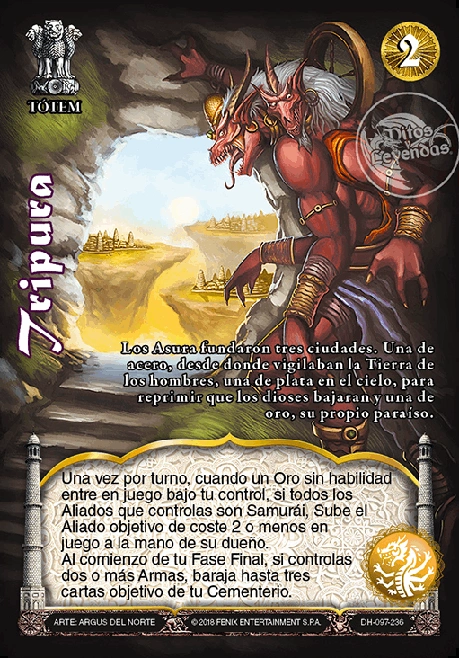 2
TÓTEM
Mitos y
Leyendas
Tripura
Los Asura fundaron tres ciudades. Una de
acero, desde donde vigilaban la Tierra de
los hombres, una de plata en el cielo, para
reprimir que los dioses bajaran y una de
oro, su propio paraíso.
Una vez por turno, cuando un Oro sin habilidad
entre en juego bajo tu control, si todos los
Aliados que controlas son Samurái, Sube el
Aliado objetivo de coste 2 o menos en
juego a la mano de su dueño.
Al comienzo de tu Fase Final, si controlas
dos o más Armas, baraja hasta tres
cartas objetivo de tu Cementerio.
ARTE: ARGUS DEL NORTE
©2018 FENIX ENTERTAINMENT S.P.A.
DH-097-236